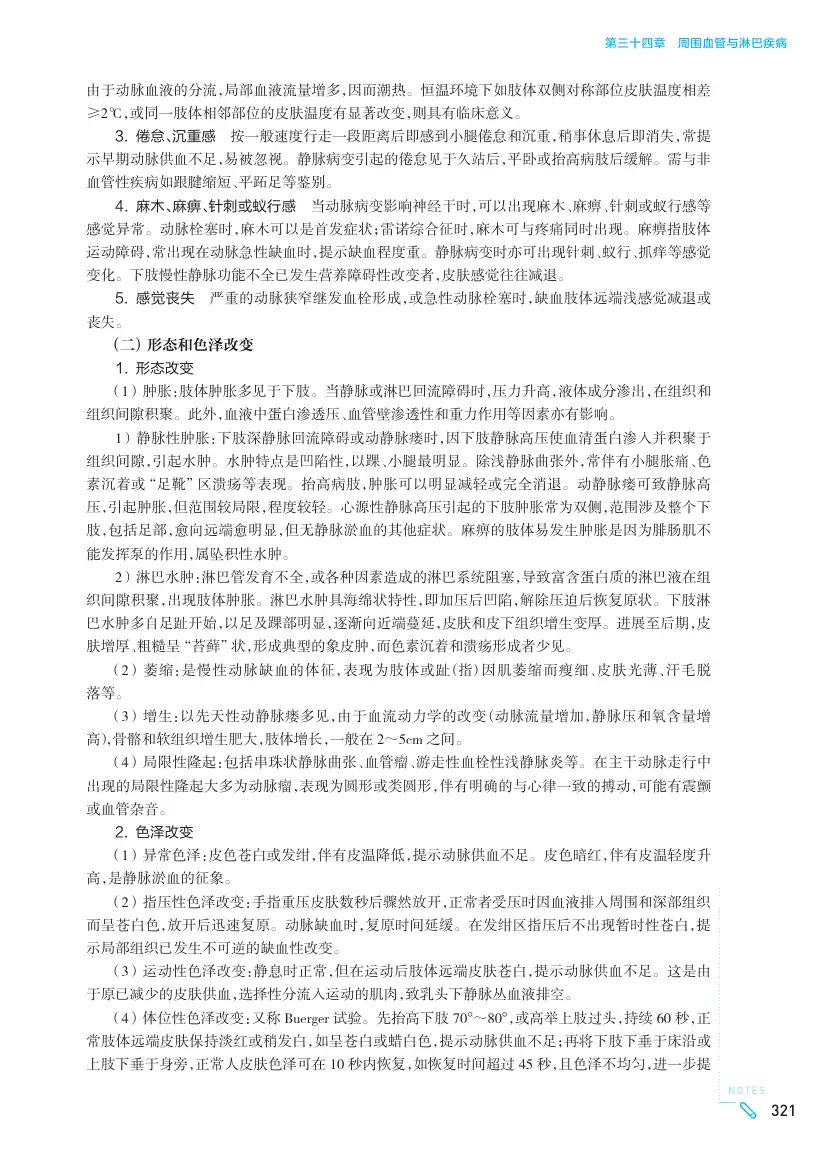 第三十四章 周围血管与淋巴疾病
由于动脉血液的分流,局部血液流量增多,因而潮热。恒温环境下如肢体双侧对称部位皮肤温度相差
≥2℃,或同一肢体相邻部位的皮肤温度有显著改变,则具有临床意义。
3. 倦怠、沉重感 按一般速度行走一段距离后即感到小腿倦怠和沉重,稍事休息后即消失,常提
示早期动脉供血不足,易被忽视。静脉病变引起的倦怠见于久站后,平卧或抬高病肢后缓解。需与非
血管性疾病如跟腱缩短、平跖足等鉴别。
4. 麻木、麻痹、针刺或蚁行感 当动脉病变影响神经干时,可以出现麻木、麻痹、针刺或蚁行感等
感觉异常。动脉栓塞时,麻木可以是首发症状;雷诺综合征时,麻木可与疼痛同时出现。麻痹指肢体
运动障碍,常出现在动脉急性缺血时,提示缺血程度重。静脉病变时亦可出现针刺、蚁行、抓痒等感觉
变化。下肢慢性静脉功能不全已发生营养障碍性改变者,皮肤感觉往往减退。
5. 感觉丧失 严重的动脉狭窄继发血栓形成,或急性动脉栓塞时,缺血肢体远端浅感觉减退或
丧失。
(二)形态和色泽改变
1. 形态改变
(1)肿胀:肢体肿胀多见于下肢。当静脉或淋巴回流障碍时,压力升高,液体成分渗出,在组织和
组织间隙积聚。此外,血液中蛋白渗透压、血管壁渗透性和重力作用等因素亦有影响。
1)静脉性肿胀:下肢深静脉回流障碍或动静脉瘘时,因下肢静脉高压使血清蛋白渗入并积聚于
组织间隙,引起水肿。水肿特点是凹陷性,以踝、小腿最明显。除浅静脉曲张外,常伴有小腿胀痛、色
素沉着或“足靴”区溃疡等表现。抬高病肢,肿胀可以明显减轻或完全消退。动静脉瘘可致静脉高
压,引起肿胀,但范围较局限,程度较轻。心源性静脉高压引起的下肢肿胀常为双侧,范围涉及整个下
肢,包括足部,愈向远端愈明显,但无静脉淤血的其他症状。麻痹的肢体易发生肿胀是因为腓肠肌不
能发挥泵的作用,属坠积性水肿。
2)淋巴水肿:淋巴管发育不全,或各种因素造成的淋巴系统阻塞,导致富含蛋白质的淋巴液在组
织间隙积聚,出现肢体肿胀。淋巴水肿具海绵状特性,即加压后凹陷,解除压迫后恢复原状。下肢淋
巴水肿多自足趾开始,以足及踝部明显,逐渐向近端蔓延,皮肤和皮下组织增生变厚。进展至后期,皮
肤增厚、粗糙呈“苔藓”状,形成典型的象皮肿,而色素沉着和溃疡形成者少见。
(2)萎缩:是慢性动脉缺血的体征,表现为肢体或趾(指)因肌萎缩而瘦细、皮肤光薄、汗毛脱
落等。
(3)增生:以先天性动静脉瘘多见,由于血流动力学的改变(动脉流量增加,静脉压和氧含量增
高),骨骼和软组织增生肥大,肢体增长,一般在 2~5cm 之间。
(4)局限性隆起:包括串珠状静脉曲张、血管瘤、游走性血栓性浅静脉炎等。在主干动脉走行中
出现的局限性隆起大多为动脉瘤,表现为圆形或类圆形,伴有明确的与心律一致的搏动,可能有震颤
或血管杂音。
2. 色泽改变
(1)异常色泽:皮色苍白或发绀,伴有皮温降低,提示动脉供血不足。皮色暗红,伴有皮温轻度升
高,是静脉淤血的征象。
(2)指压性色泽改变:手指重压皮肤数秒后骤然放开,正常者受压时因血液排入周围和深部组织
而呈苍白色,放开后迅速复原。动脉缺血时,复原时间延缓。在发绀区指压后不出现暂时性苍白,提
示局部组织已发生不可逆的缺血性改变。
(3)运动性色泽改变:静息时正常,但在运动后肢体远端皮肤苍白,提示动脉供血不足。这是由
于原已减少的皮肤供血,选择性分流入运动的肌肉,致乳头下静脉丛血液排空。
(4)体位性色泽改变:又称 Buerger 试验。先抬高下肢 70°~80°,或高举上肢过头,持续 60 秒,正
常肢体远端皮肤保持淡红或稍发白,如呈苍白或蜡白色,提示动脉供血不足;再将下肢下垂于床沿或
上肢下垂于身旁,正常人皮肤色泽可在 10 秒内恢复,如恢复时间超过 45 秒,且色泽不均匀,进一步提
NOTES
321